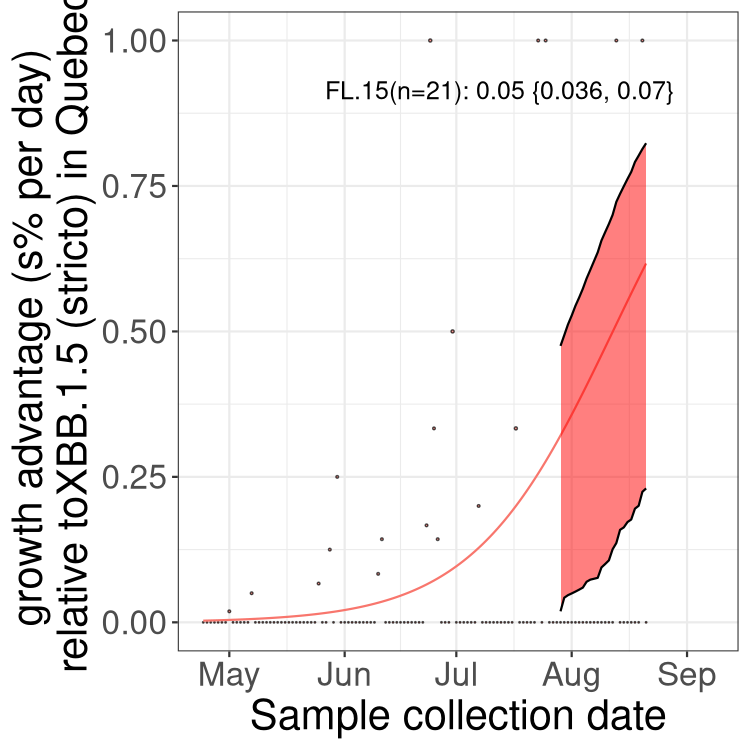 growth advantage (s% per day)
relative toXBB.1.5 (stricto) in Quebec
1.00
0.75
0.50
0.25
0.00
FL.15(n=21): 0.05 {0.036, 0.07}
May Jun Jul Aug Sep
Sample collection date